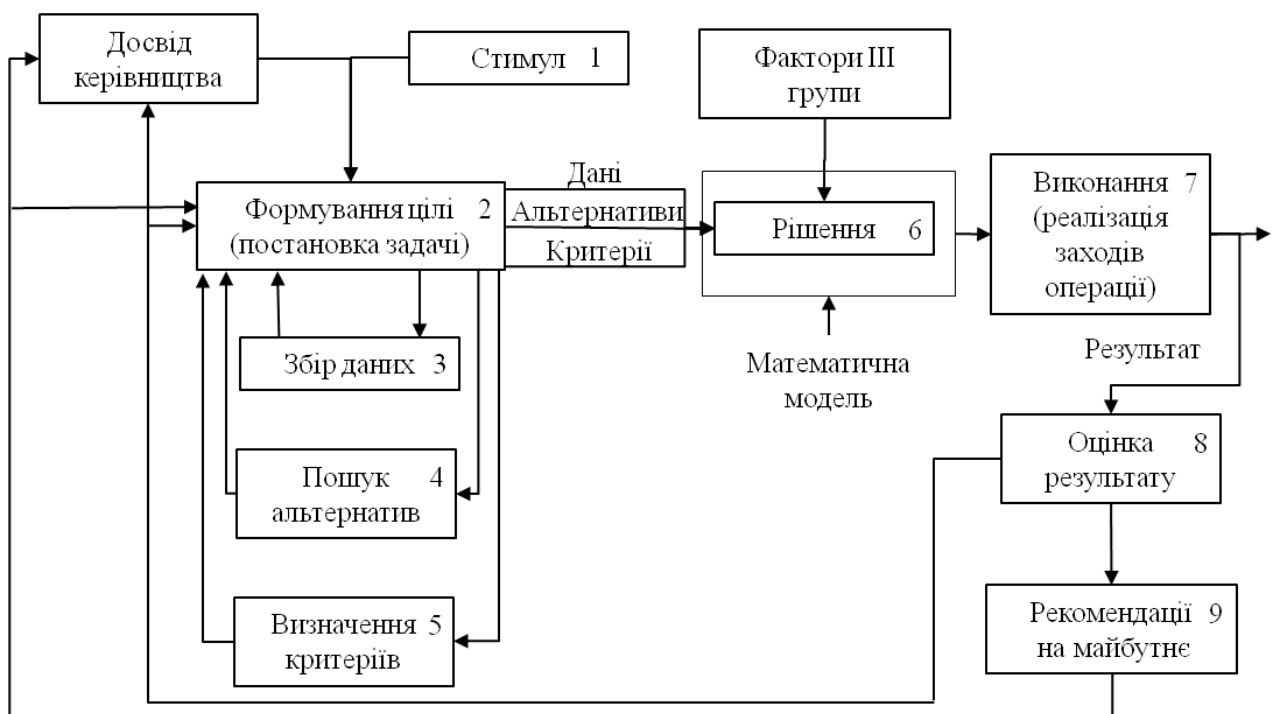 Досвід
керівництва
Стимул 1
Фактори ІІІ
групи
Формування цілі 2
(постановка задачі)
Дані
Альтернативи
Критерії
Рішення 6
Виконання 7
(реалізація
заходів
операції)
Збір даних 3
Математична
модель
Результат
Пошук 4
альтернатив
Оцінка 8
результату
Визначення 5
критеріїв
Рекомендації 9
на майбутнє